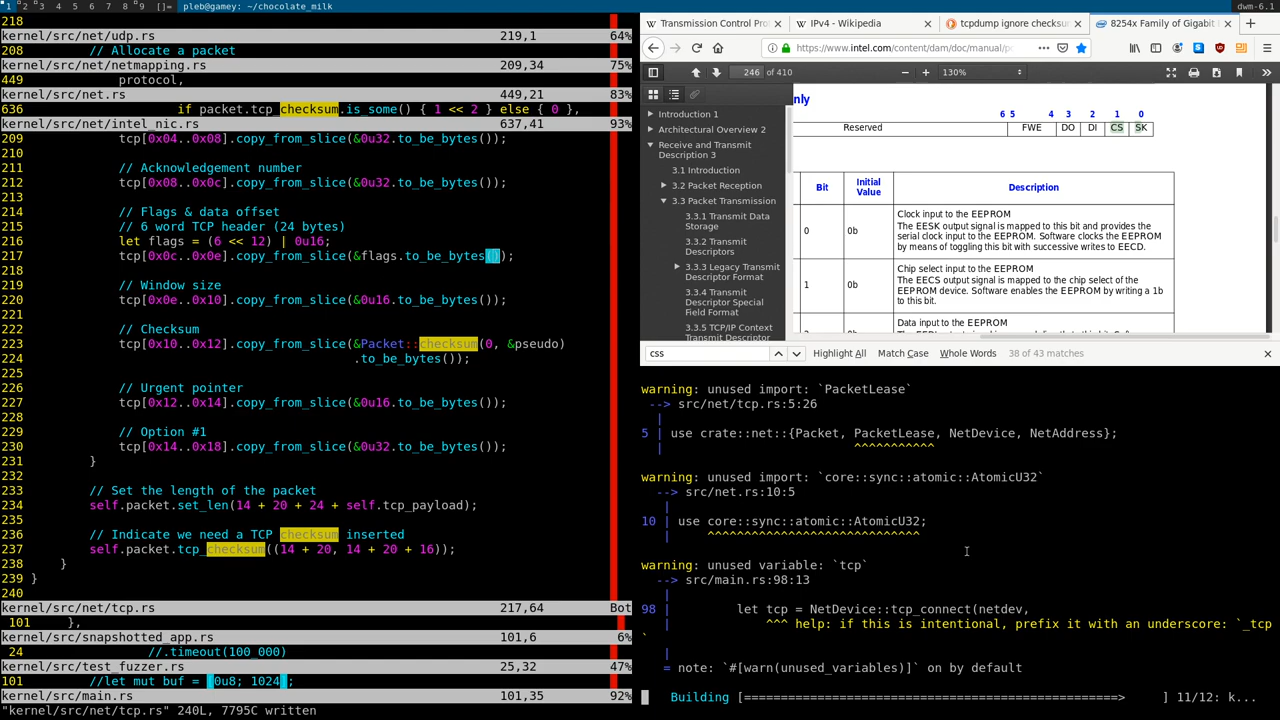 1 2 3 4 5 6 7 8 9 []= pleb@gamey: ~/chocolate_milk
dwm-6.1
218
kernel/src/net/udp.rs 219,1 64%
208 // Allocate a packet
kernel/src/net/netmapping.rs 209,34 75%
449 protocol,
kernel/src/net.rs 449,21 83%
636 if packet.tcp_checksum.is_some() { 1 << 2 } else { 0 },
kernel/src/net/intel_nic.rs 637,41 93%
209 tcp[0x04..0x08].copy_from_slice(&0u32.to_be_bytes());
210
211 // Acknowledgement number
212 tcp[0x08..0x0c].copy_from_slice(&0u32.to_be_bytes());
213
214 // Flags & data offset
215 // 6 word TCP header (24 bytes)
216 let flags = (6 << 12) | 0u16;
217 tcp[0x0c..0x0e].copy_from_slice(&flags.to_be_bytes());
218
219 // Window size
220 tcp[0x0e..0x10].copy_from_slice(&0u16.to_be_bytes());
221
222 // Checksum
223 tcp[0x10..0x12].copy_from_slice(&Packet::checksum(0, &pseudo)
224 .to_be_bytes());
225
226 // Urgent pointer
227 tcp[0x12..0x14].copy_from_slice(&0u16.to_be_bytes());
228
229 // Option #1
230 tcp[0x14..0x18].copy_from_slice(&0u32.to_be_bytes());
231 }
232
233 // Set the length of the packet
234 self.packet.set_len(14 + 20 + 24 + self.tcp_payload);
235
236 // Indicate we need a TCP checksum inserted
237 self.packet.tcp_checksum((14 + 20, 14 + 20 + 16));
238 }
239 }
240
kernel/src/net/tcp.rs 217,64 Bot
101 },
kernel/src/snapshotted_app.rs 101,6 6%
24 //.timeout(100_000)
kernel/src/test_fuzzer.rs 25,32 47%
101 //let mut buf = [0u8; 1024];
kernel/src/main.rs 101,35 92%
"kernel/src/net/tcp.rs" 240L, 7795C written
Transmission Control Pro
IPv4 - Wikipedia
tcpdump ignore checksu
8254x Family of Gigabit
https://www.intel.com/content/dam/doc/manual/p
246 of 410
130%
Introduction 1
Architectural Overview 2
Receive and Transmit
Description 3
3.1 Introduction
3.2 Packet Reception
3.3 Packet Transmission
3.3.1 Transmit Data
Storage
3.3.2 Transmit
Descriptors
3.3.3 Legacy Transmit
Descriptor Format
3.3.4 Transmit
Descriptor Special
Field Format
3.3.5 TCP/IP Context
Transmit Descriptor
nly
6 5 4 3 2 1 0
Reserved FWE DO DI CS SK
Bit Initial Value Description
0 0b Clock input to the EEPROM
The EESK output signal is mapped to this bit and provides the
serial clock input to the EEPROM. Software clocks the EEPROM
by means of toggling this bit with successive writes to EECD.
1 0b Chip select input to the EEPROM
The EECS output signal is mapped to the chip select of the
EEPROM device. Software enables the EEPROM by writing a 1b
to this bit.
Data input to the EEPROM
css
Highlight All Match Case Whole Words 38 of 43 matches
warning: unused import: `PacketLease`
--> src/net/tcp.rs:5:26
|
5 | use crate::net::{Packet, PacketLease, NetDevice, NetAddress};
| ^^^^^^^^^^^
warning: unused import: `core::sync::atomic::AtomicU32`
--> src/net.rs:10:5
|
10 | use core::sync::atomic::AtomicU32;
| ^^^^^^^^^^^^^^^^^^^^^^^^^^^^^
warning: unused variable: `tcp`
--> src/main.rs:98:13
|
98 | let tcp = NetDevice::tcp_connect(netdev,
| ^^^ help: if this is intentional, prefix it with an underscore: `_tcp
`
|
= note: `#[warn(unused_variables)]` on by default
Building [===================================================> ] 11/12: k...